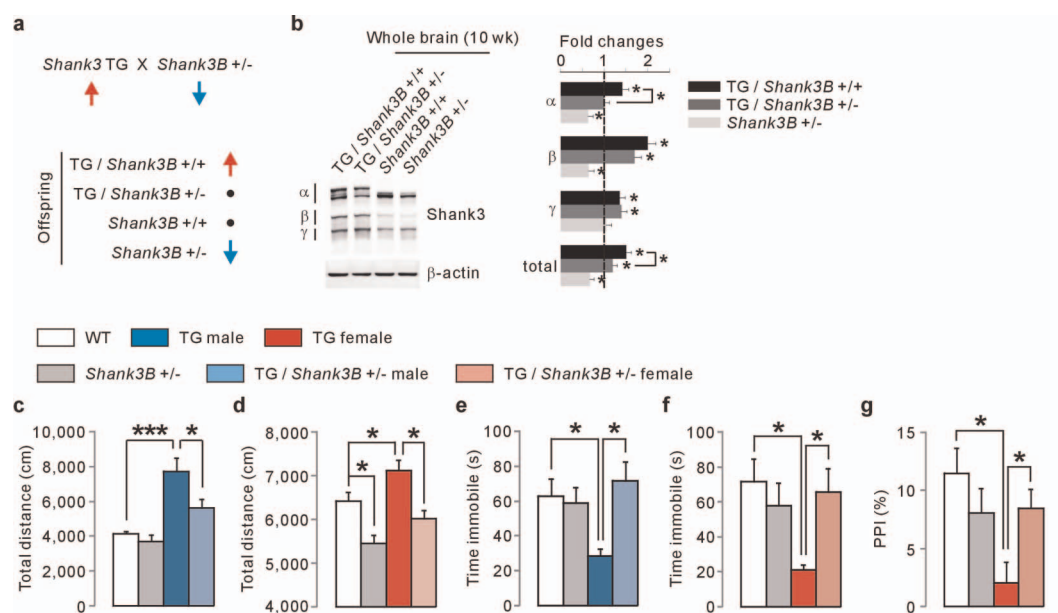 a
Shank3 TG X Shank3B +/-
Offspring
TG / Shank3B +/+
TG / Shank3B +/-
Shank3B +/+
Shank3B +/-
b
Whole brain (10 wk)
TG / Shank3B +/+
TG / Shank3B +/-
Shank3B +/+
Shank3B +/-
α
β
γ
Shank3
β-actin
Fold changes
0 1 2
α
β
γ
total
* *
*
* *
*
*
*
*
*
* *
*
*
TG / Shank3B +/+
TG / Shank3B +/-
Shank3B +/-
WT
TG male
TG female
Shank3B +/-
TG / Shank3B +/- male
TG / Shank3B +/- female
c
Total distance (cm)
10,000
8,000
6,000
4,000
2,000
0
*** *
d
Total distance (cm)
8,000
7,000
6,000
5,000
4,000
* * *
e
Time immobile (s)
100
80
60
40
20
0
* *
f
Time immobile (s)
100
80
60
40
20
0
* *
g
PPI (%)
15
10
5
0
* *